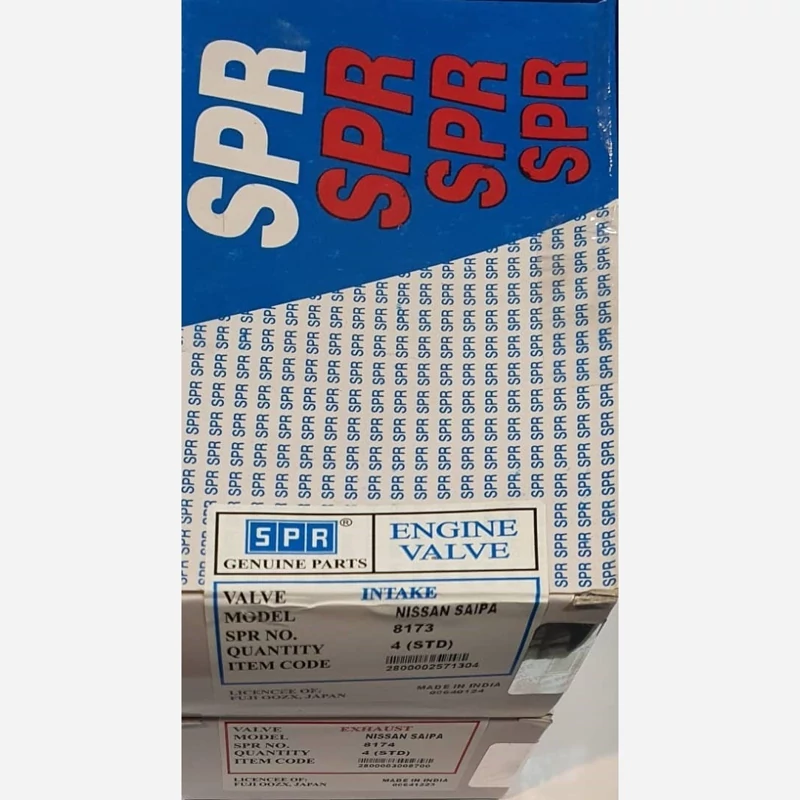 SPR SPR SPR SPR
SPR® ENGINE VALVE
GENUINE PARTS
VALVE INTAKE
MODEL NISSAN SAIPA
SPR NO. 8173
QUANTITY 4 (STD)
ITEM CODE 2800002571304
LICENCEE OF: MADE IN INDIA
FUJI OOZX, JAPAN 00640124
VALVE EXHAUST
MODEL NISSAN SAIPA
SPR NO. 8174
QUANTITY 4 (STD)
ITEM CODE
LICENCEE OF: MADE IN INDIA
FUJI OOZX, JAPAN